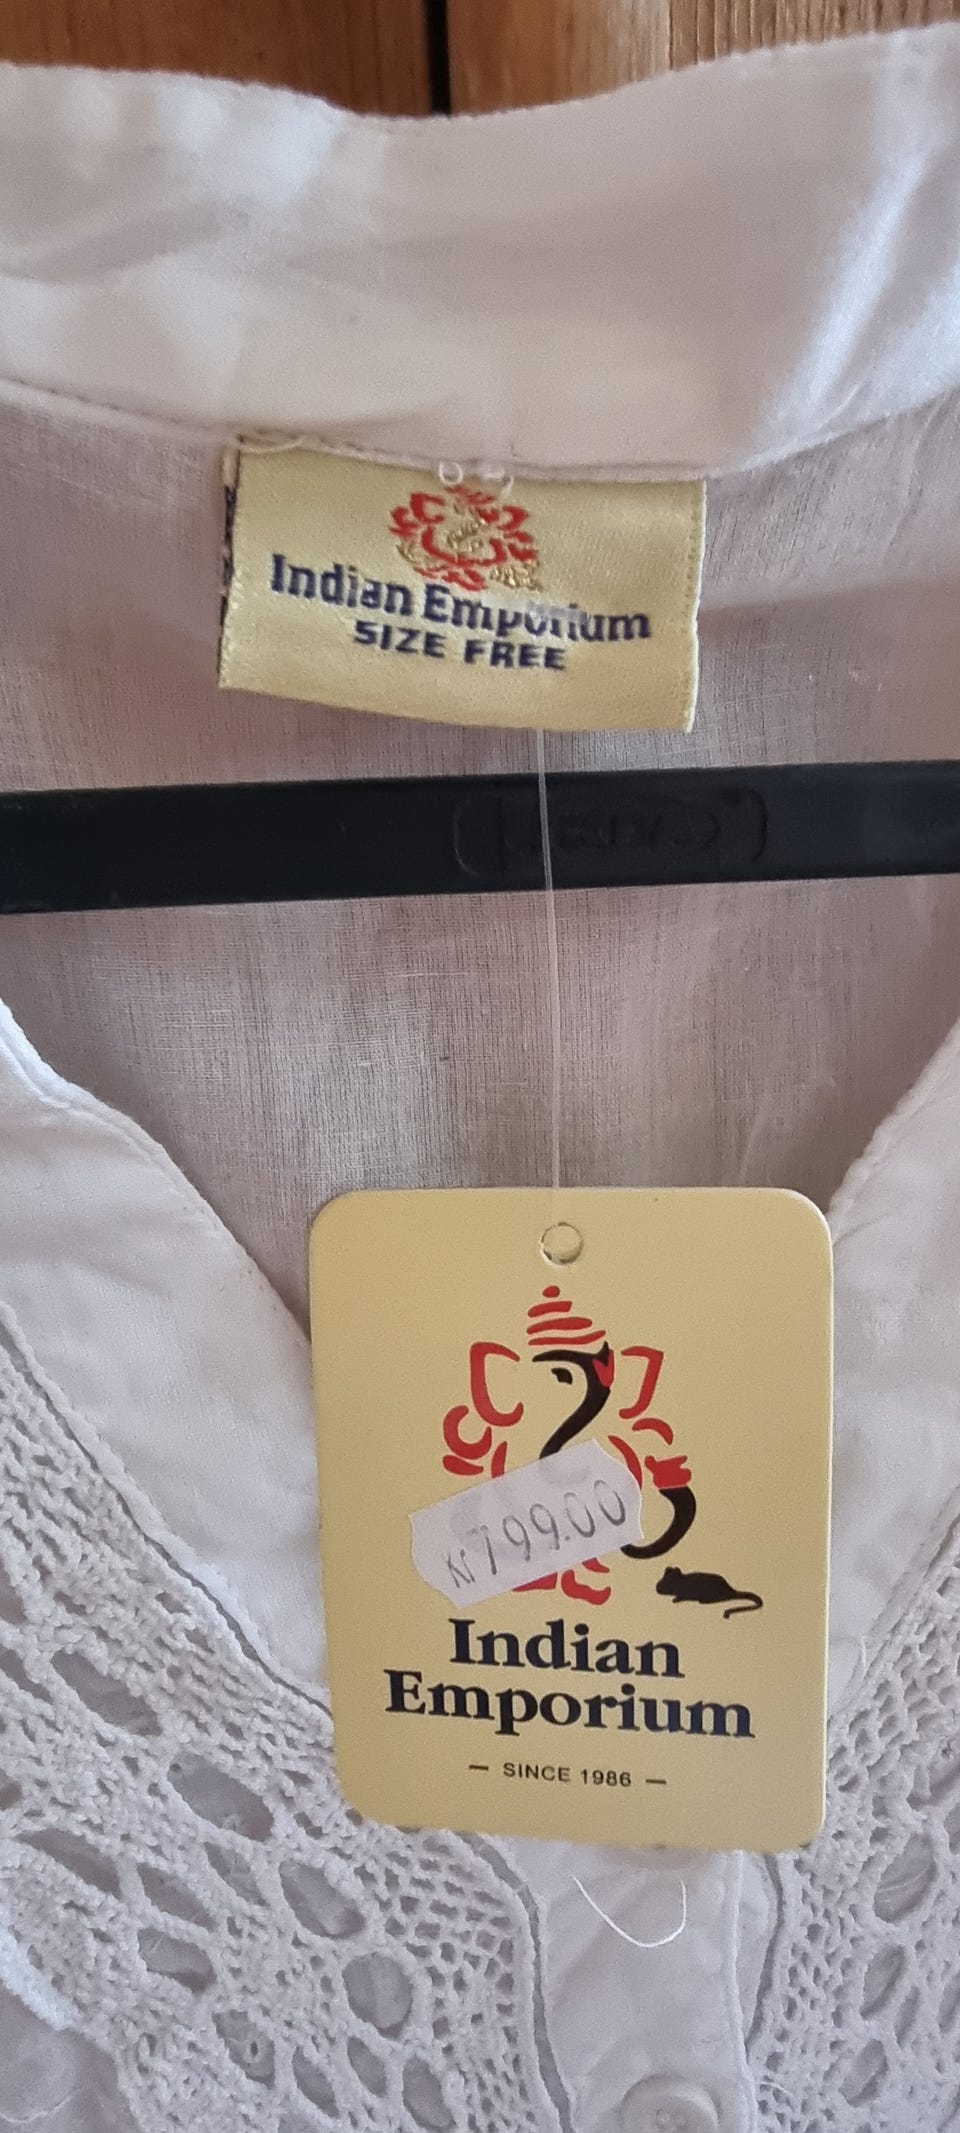 Indian Emporium
SIZE FREE
Kr799.00
Indian
Emporium
— SINCE 1986 —